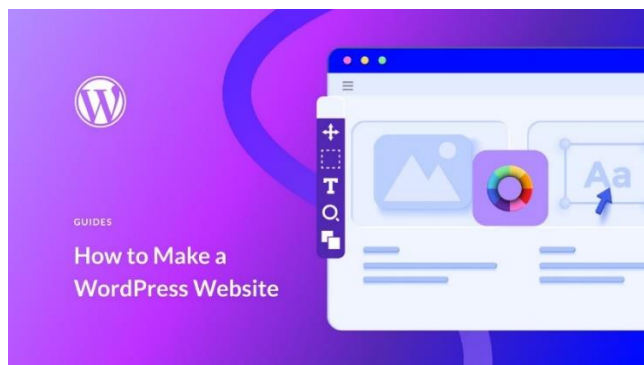 W
GUIDES
How to Make a
WordPress Website
T
Aa